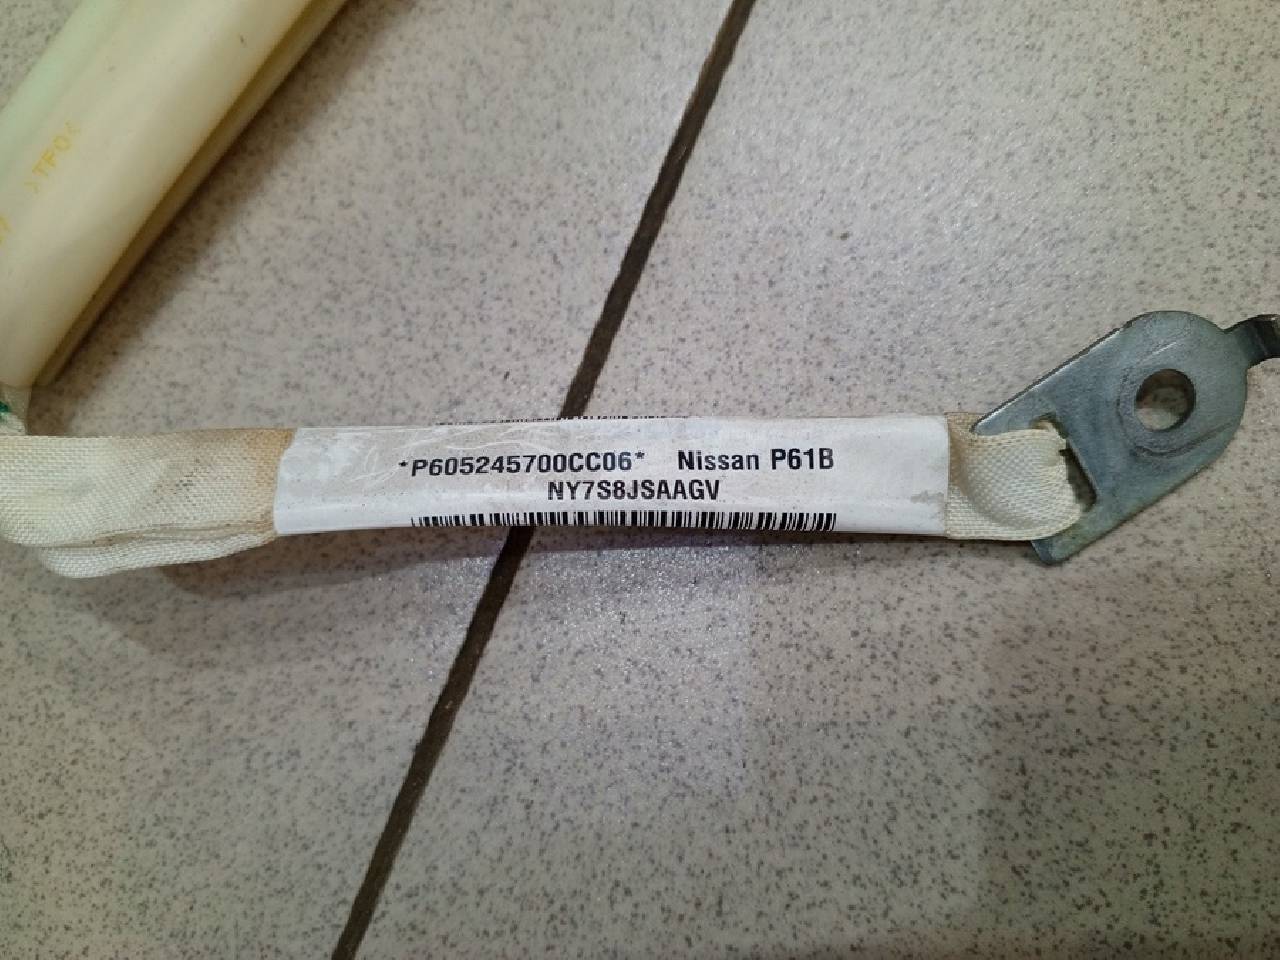 *P605245700CC06* Nissan P61B
NY7S8JSAAGV